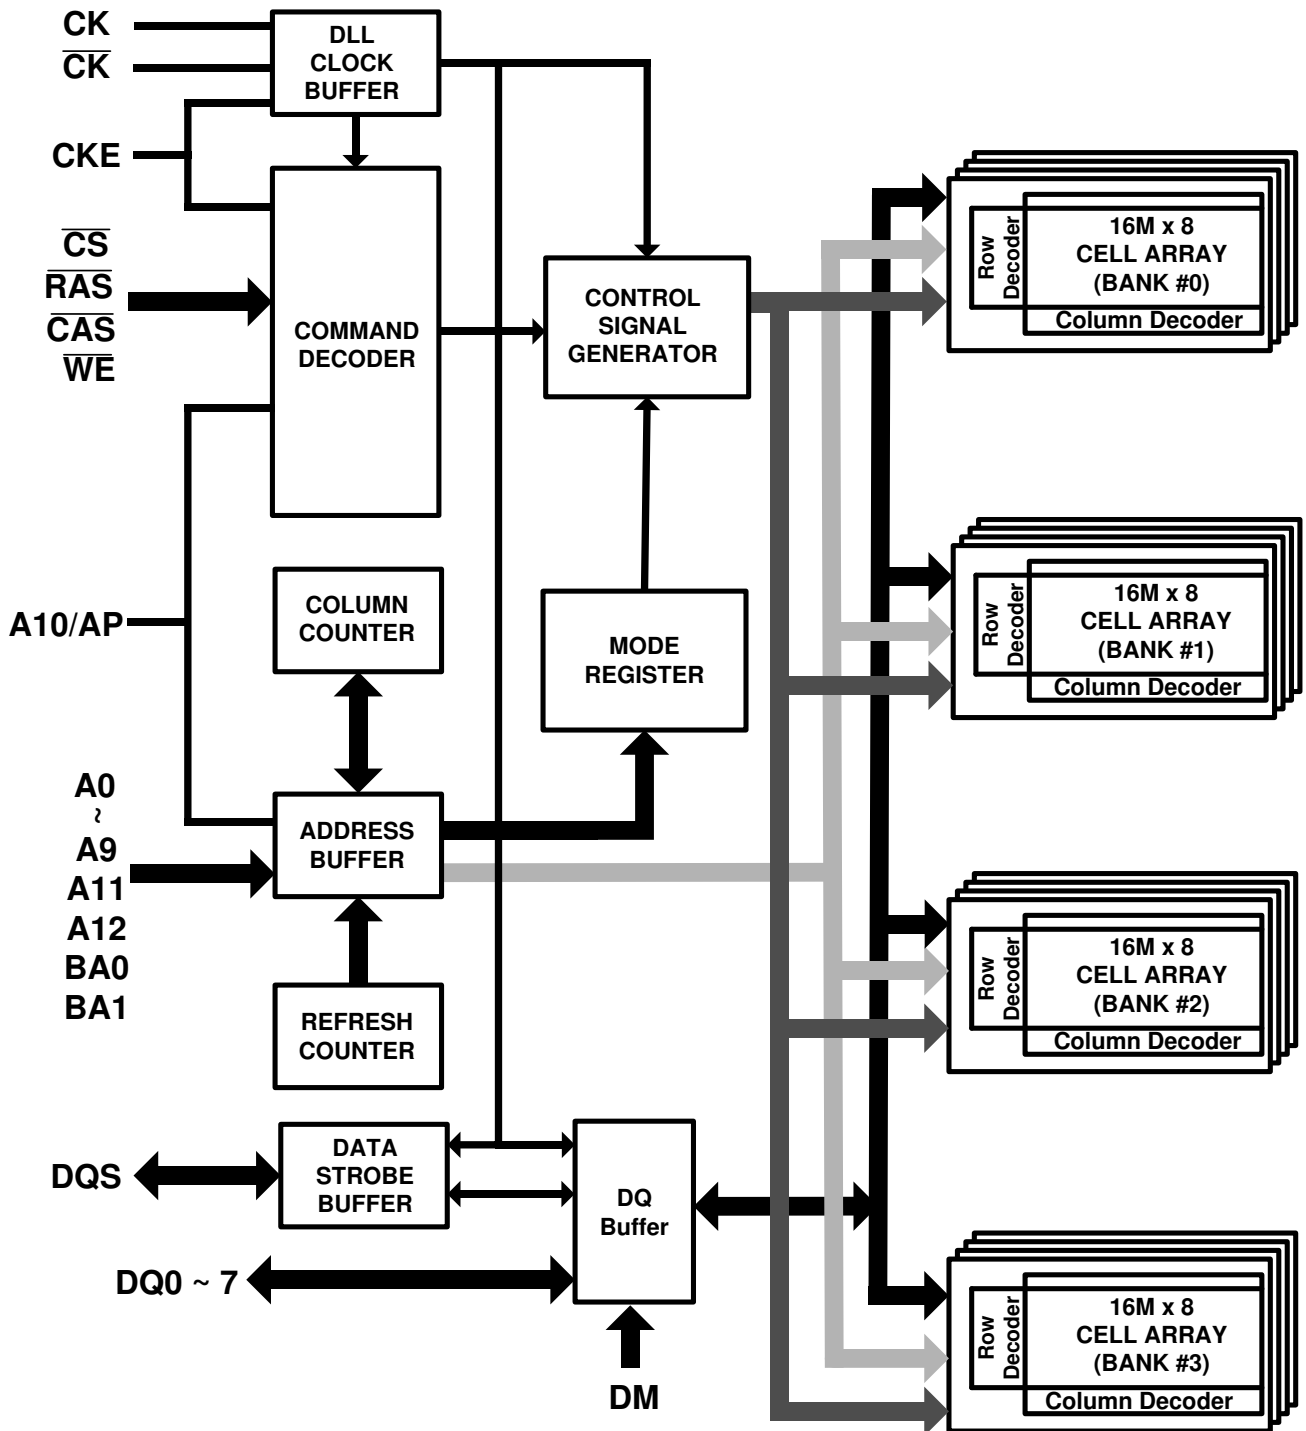 CK
CK
CKE
CS
RAS
CAS
WE
A10/AP
A0
~
A9
A11
A12
BA0
BA1
DQS
DQ0 ~ 7
DM
DLL
CLOCK
BUFFER
COMMAND
DECODER
COLUMN
COUNTER
ADDRESS
BUFFER
REFRESH
COUNTER
DATA
STROBE
BUFFER
CONTROL
SIGNAL
GENERATOR
MODE
REGISTER
DQ
Buffer
Row
Decoder
16M x 8
CELL ARRAY
(BANK #0)
Column Decoder
Row
Decoder
16M x 8
CELL ARRAY
(BANK #1)
Column Decoder
Row
Decoder
16M x 8
CELL ARRAY
(BANK #2)
Column Decoder
Row
Decoder
16M x 8
CELL ARRAY
(BANK #3)
Column Decoder